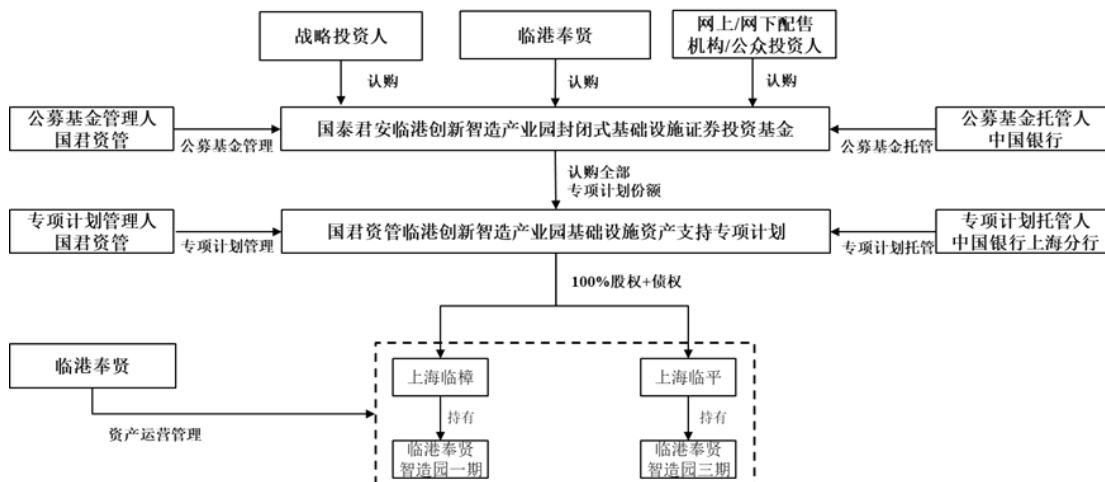 战略投资人
临港奉贤
网上/网下配售
机构/公众投资人
认购
认购
认购
公募基金管理人
国君资管
公募基金管理
国泰君安临港创新智造产业园封闭式基础设施证券投资基金
公募基金托管
公募基金托管人
中国银行
认购全部
专项计划份额
专项计划管理人
国君资管
专项计划管理
国君资管临港创新智造产业园基础设施资产支持专项计划
专项计划托管
专项计划托管人
中国银行上海分行
100%股权+债权
临港奉贤
资产运营管理
上海临樟
上海临平
持有
持有
临港奉贤
智造园一期
临港奉贤
智造园三期